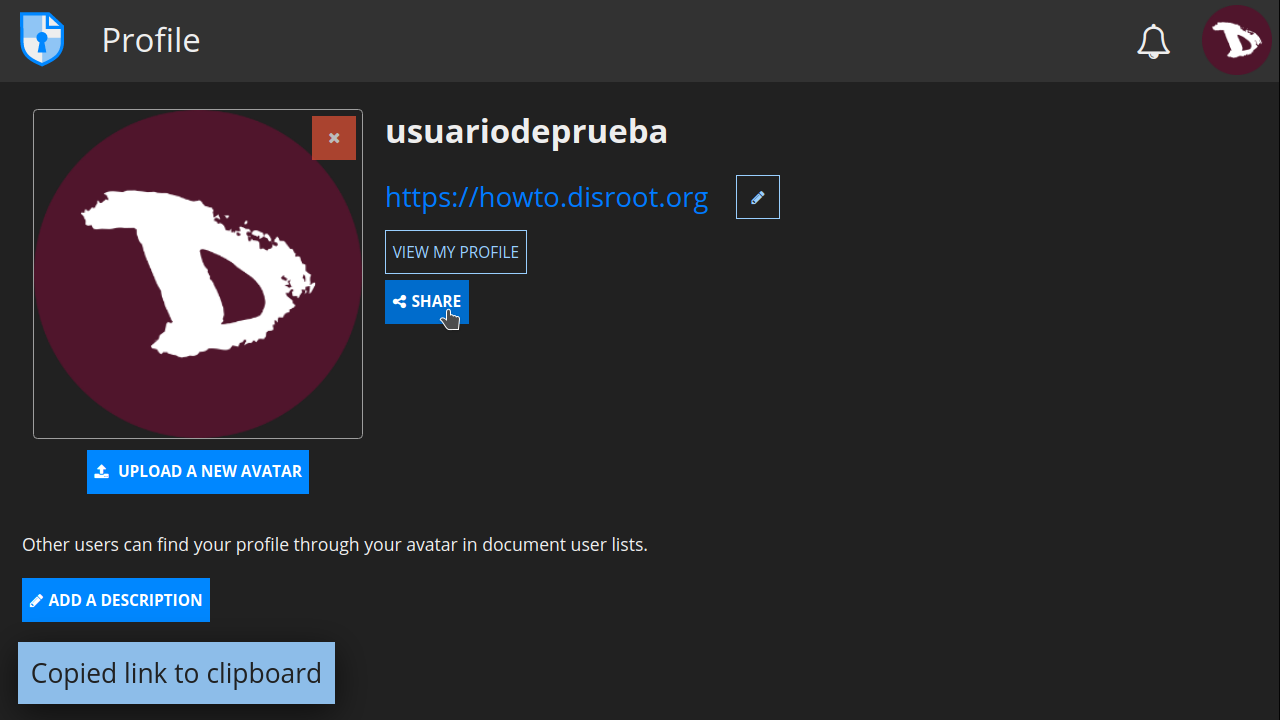 Profile
usuariodeprueba
https://howto.disroot.org
VIEW MY PROFILE
SHARE
UPLOAD A NEW AVATAR
Other users can find your profile through your avatar in document user lists.
ADD A DESCRIPTION
Copied link to clipboard